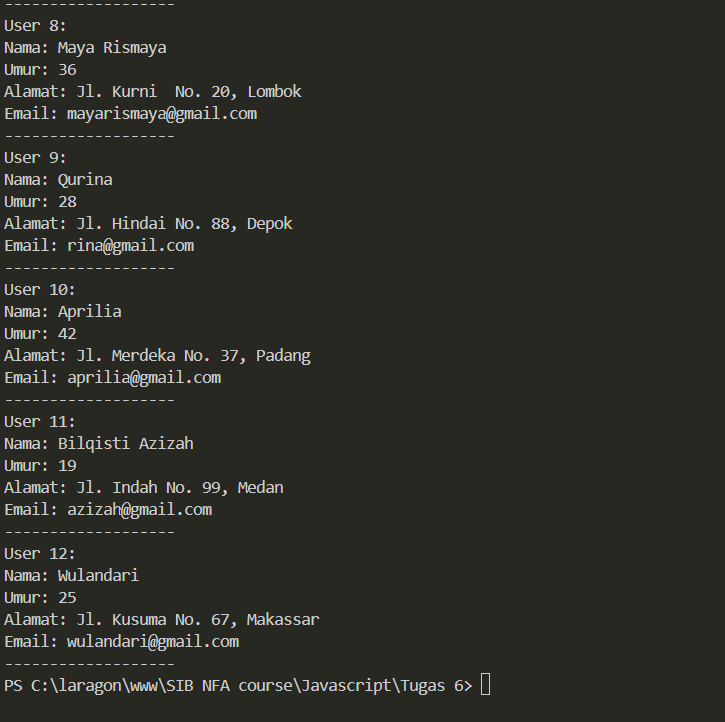 -------------------
User 8:
Nama: Maya Rismaya
Umur: 36
Alamat: Jl. Kurni  No. 20, Lombok
Email: mayarismaya@gmail.com
-------------------
User 9:
Nama: Qurina
Umur: 28
Alamat: Jl. Hindai No. 88, Depok
Email: rina@gmail.com
-------------------
User 10:
Nama: Aprilia
Umur: 42
Alamat: Jl. Merdeka No. 37, Padang
Email: aprilia@gmail.com
-------------------
User 11:
Nama: Bilqisti Azizah
Umur: 19
Alamat: Jl. Indah No. 99, Medan
Email: azizah@gmail.com
-------------------
User 12:
Nama: Wulandari
Umur: 25
Alamat: Jl. Kusuma No. 67, Makassar
Email: wulandari@gmail.com
-------------------
PS C:\laragon\www\SIB NFA course\Javascript\Tugas 6>